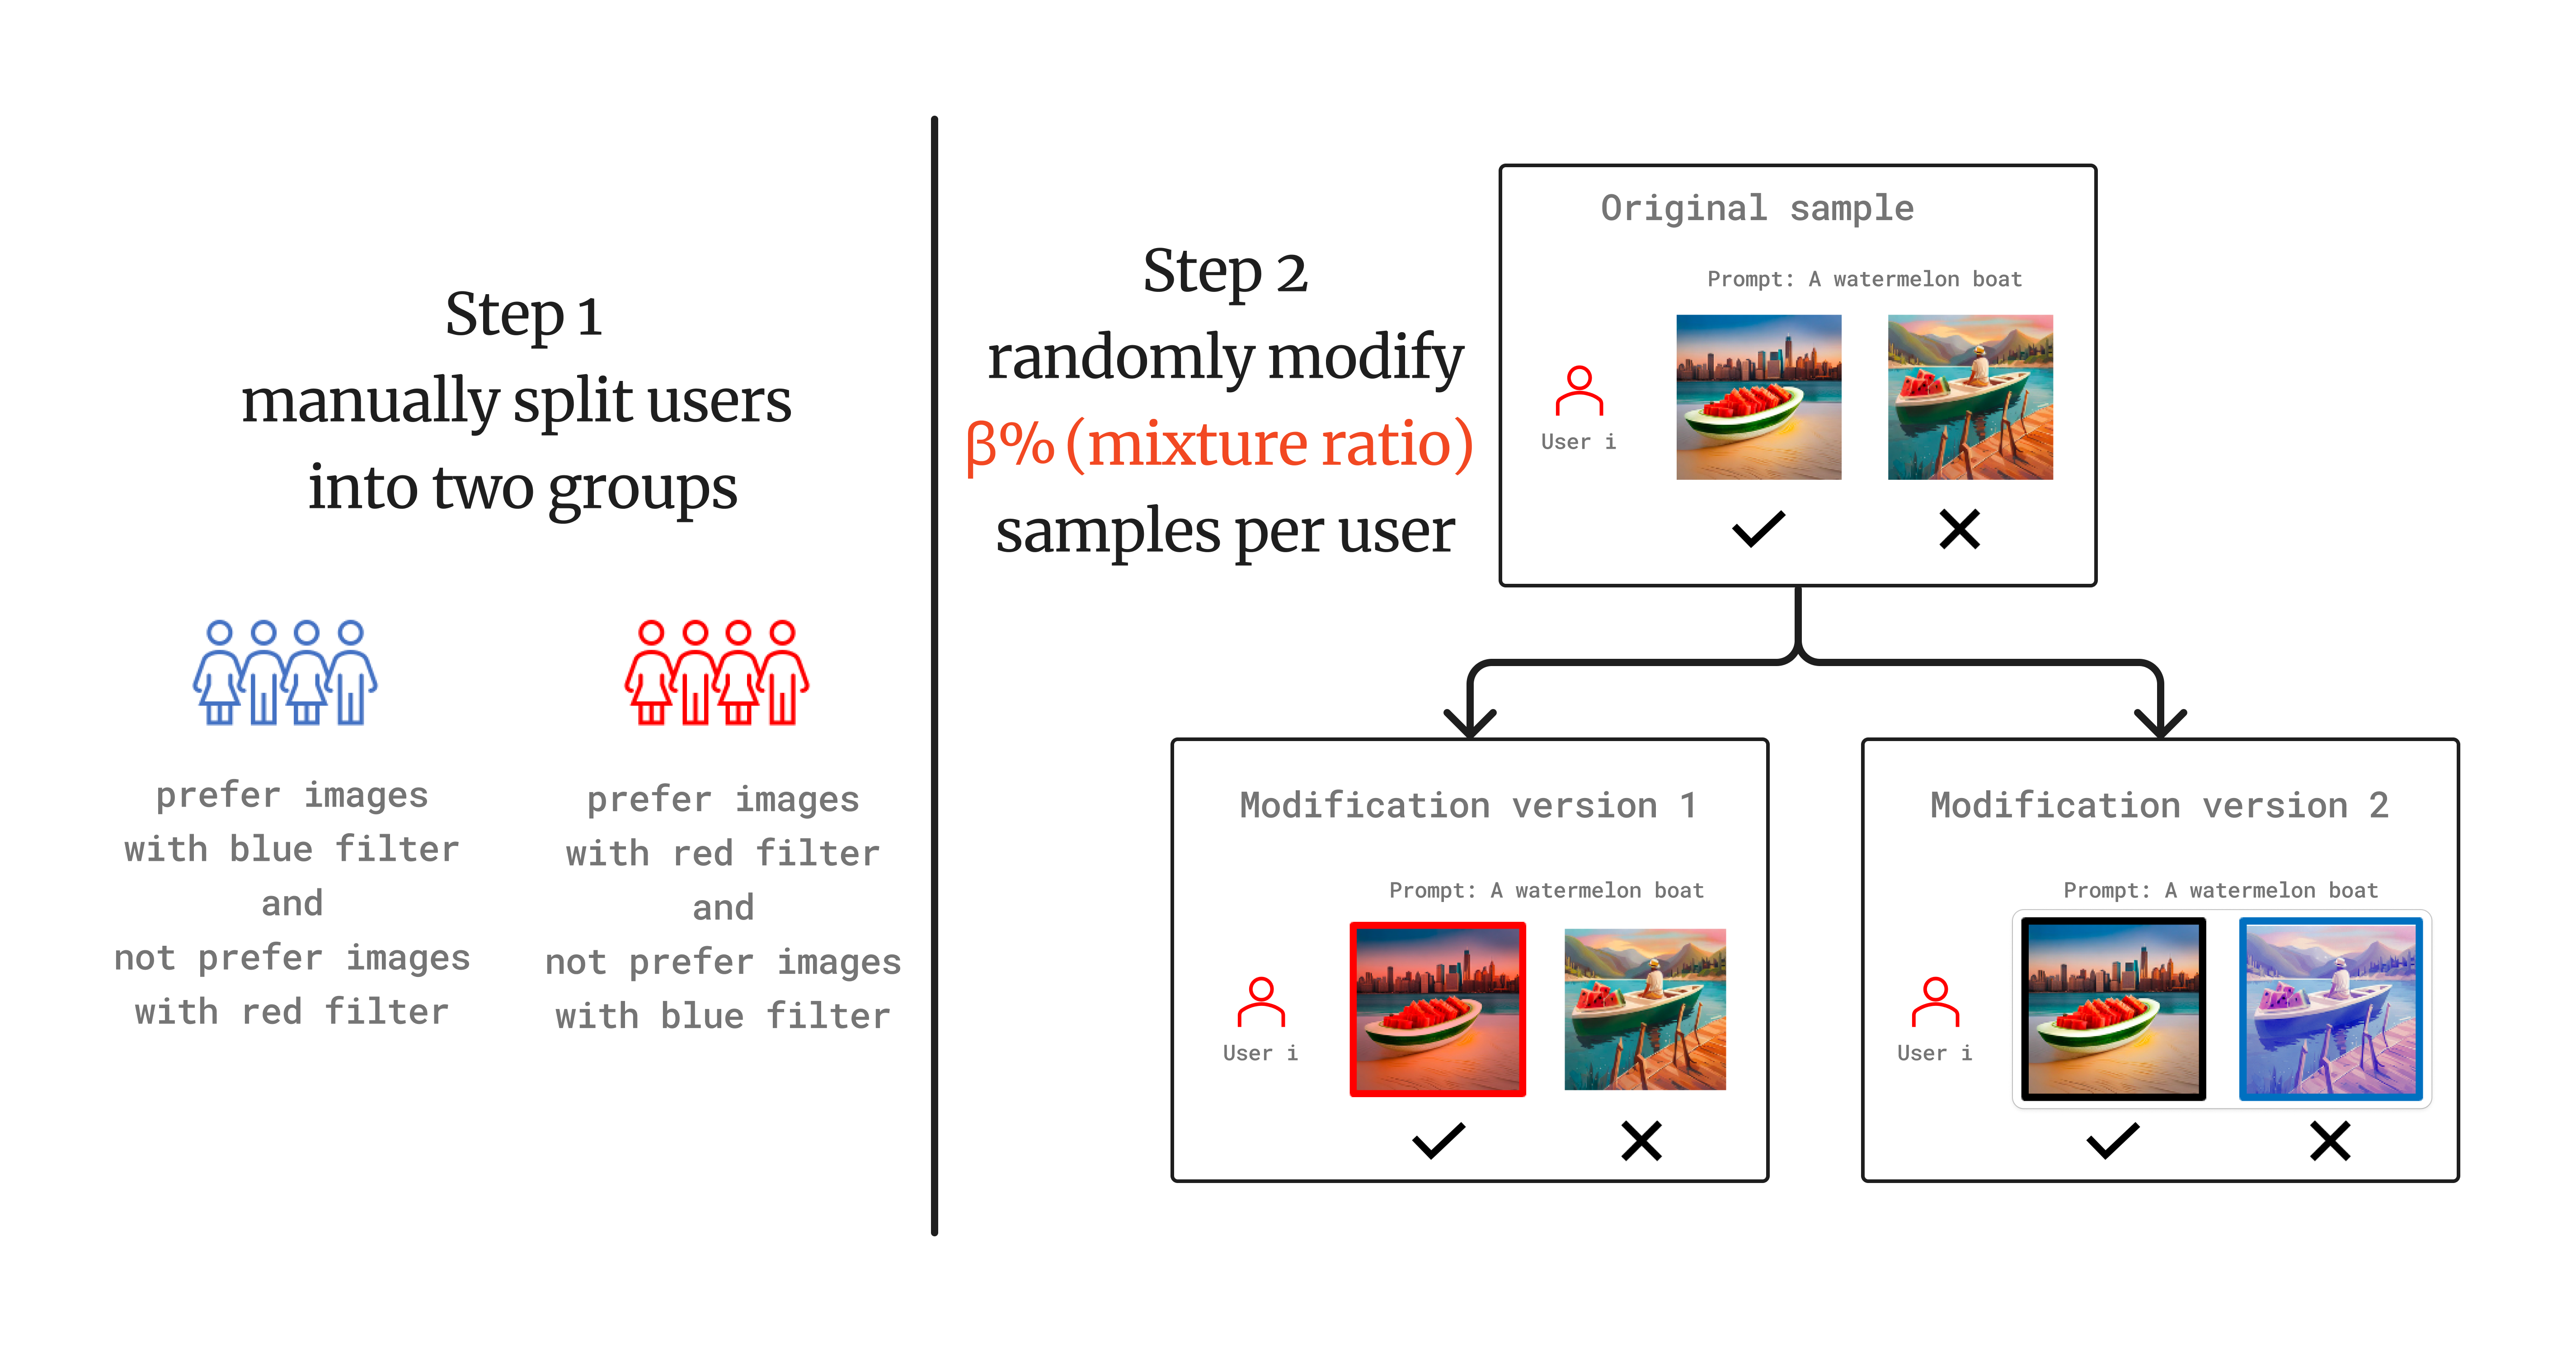 Step 1
manually split users
into two groups
prefer images
with blue filter
and
not prefer images
with red filter
prefer images
with red filter
and
not prefer images
with blue filter
Step 2
randomly modify
β% (mixture ratio)
samples per user
Original sample
Prompt: A watermelon boat
User i
Modification version 1
Prompt: A watermelon boat
User i
Modification version 2
Prompt: A watermelon boat
User i